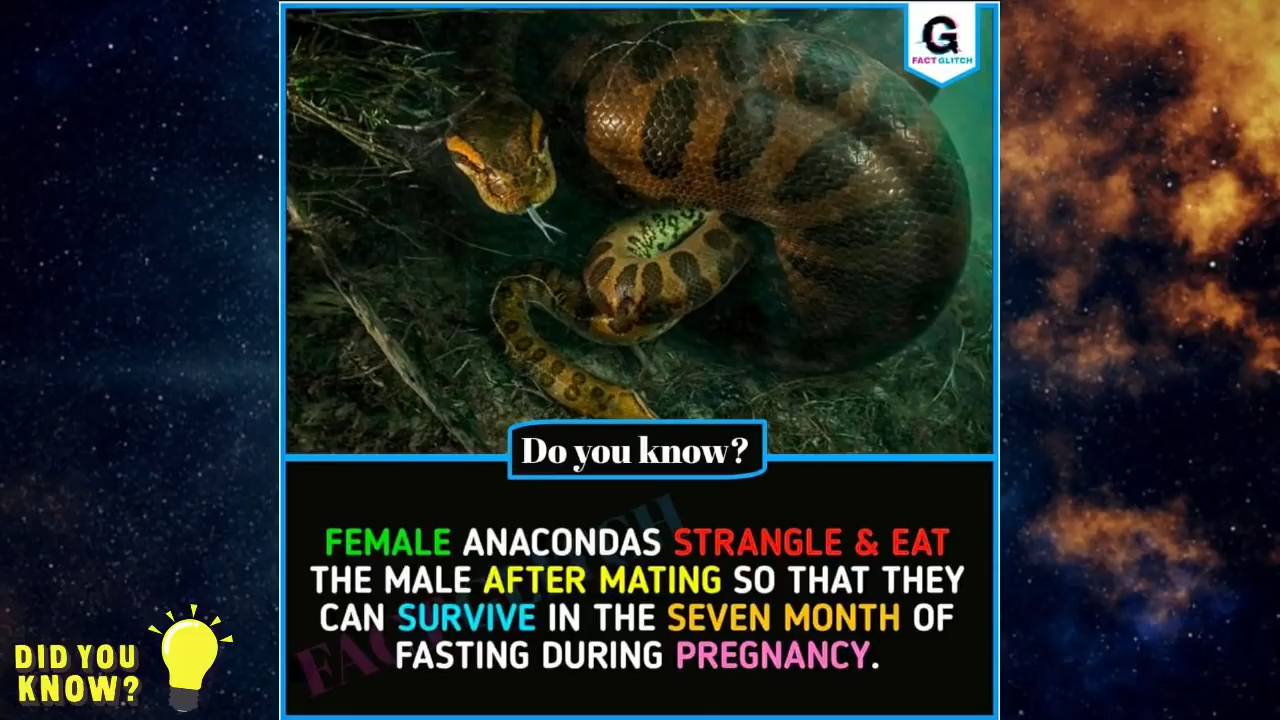 G
FACT GLITCH
Do you know?
FEMALE ANACONDAS STRANGLE & EAT
THE MALE AFTER MATING SO THAT THEY
CAN SURVIVE IN THE SEVEN MONTH OF
FASTING DURING PREGNANCY.
DID YOU
KNOW?